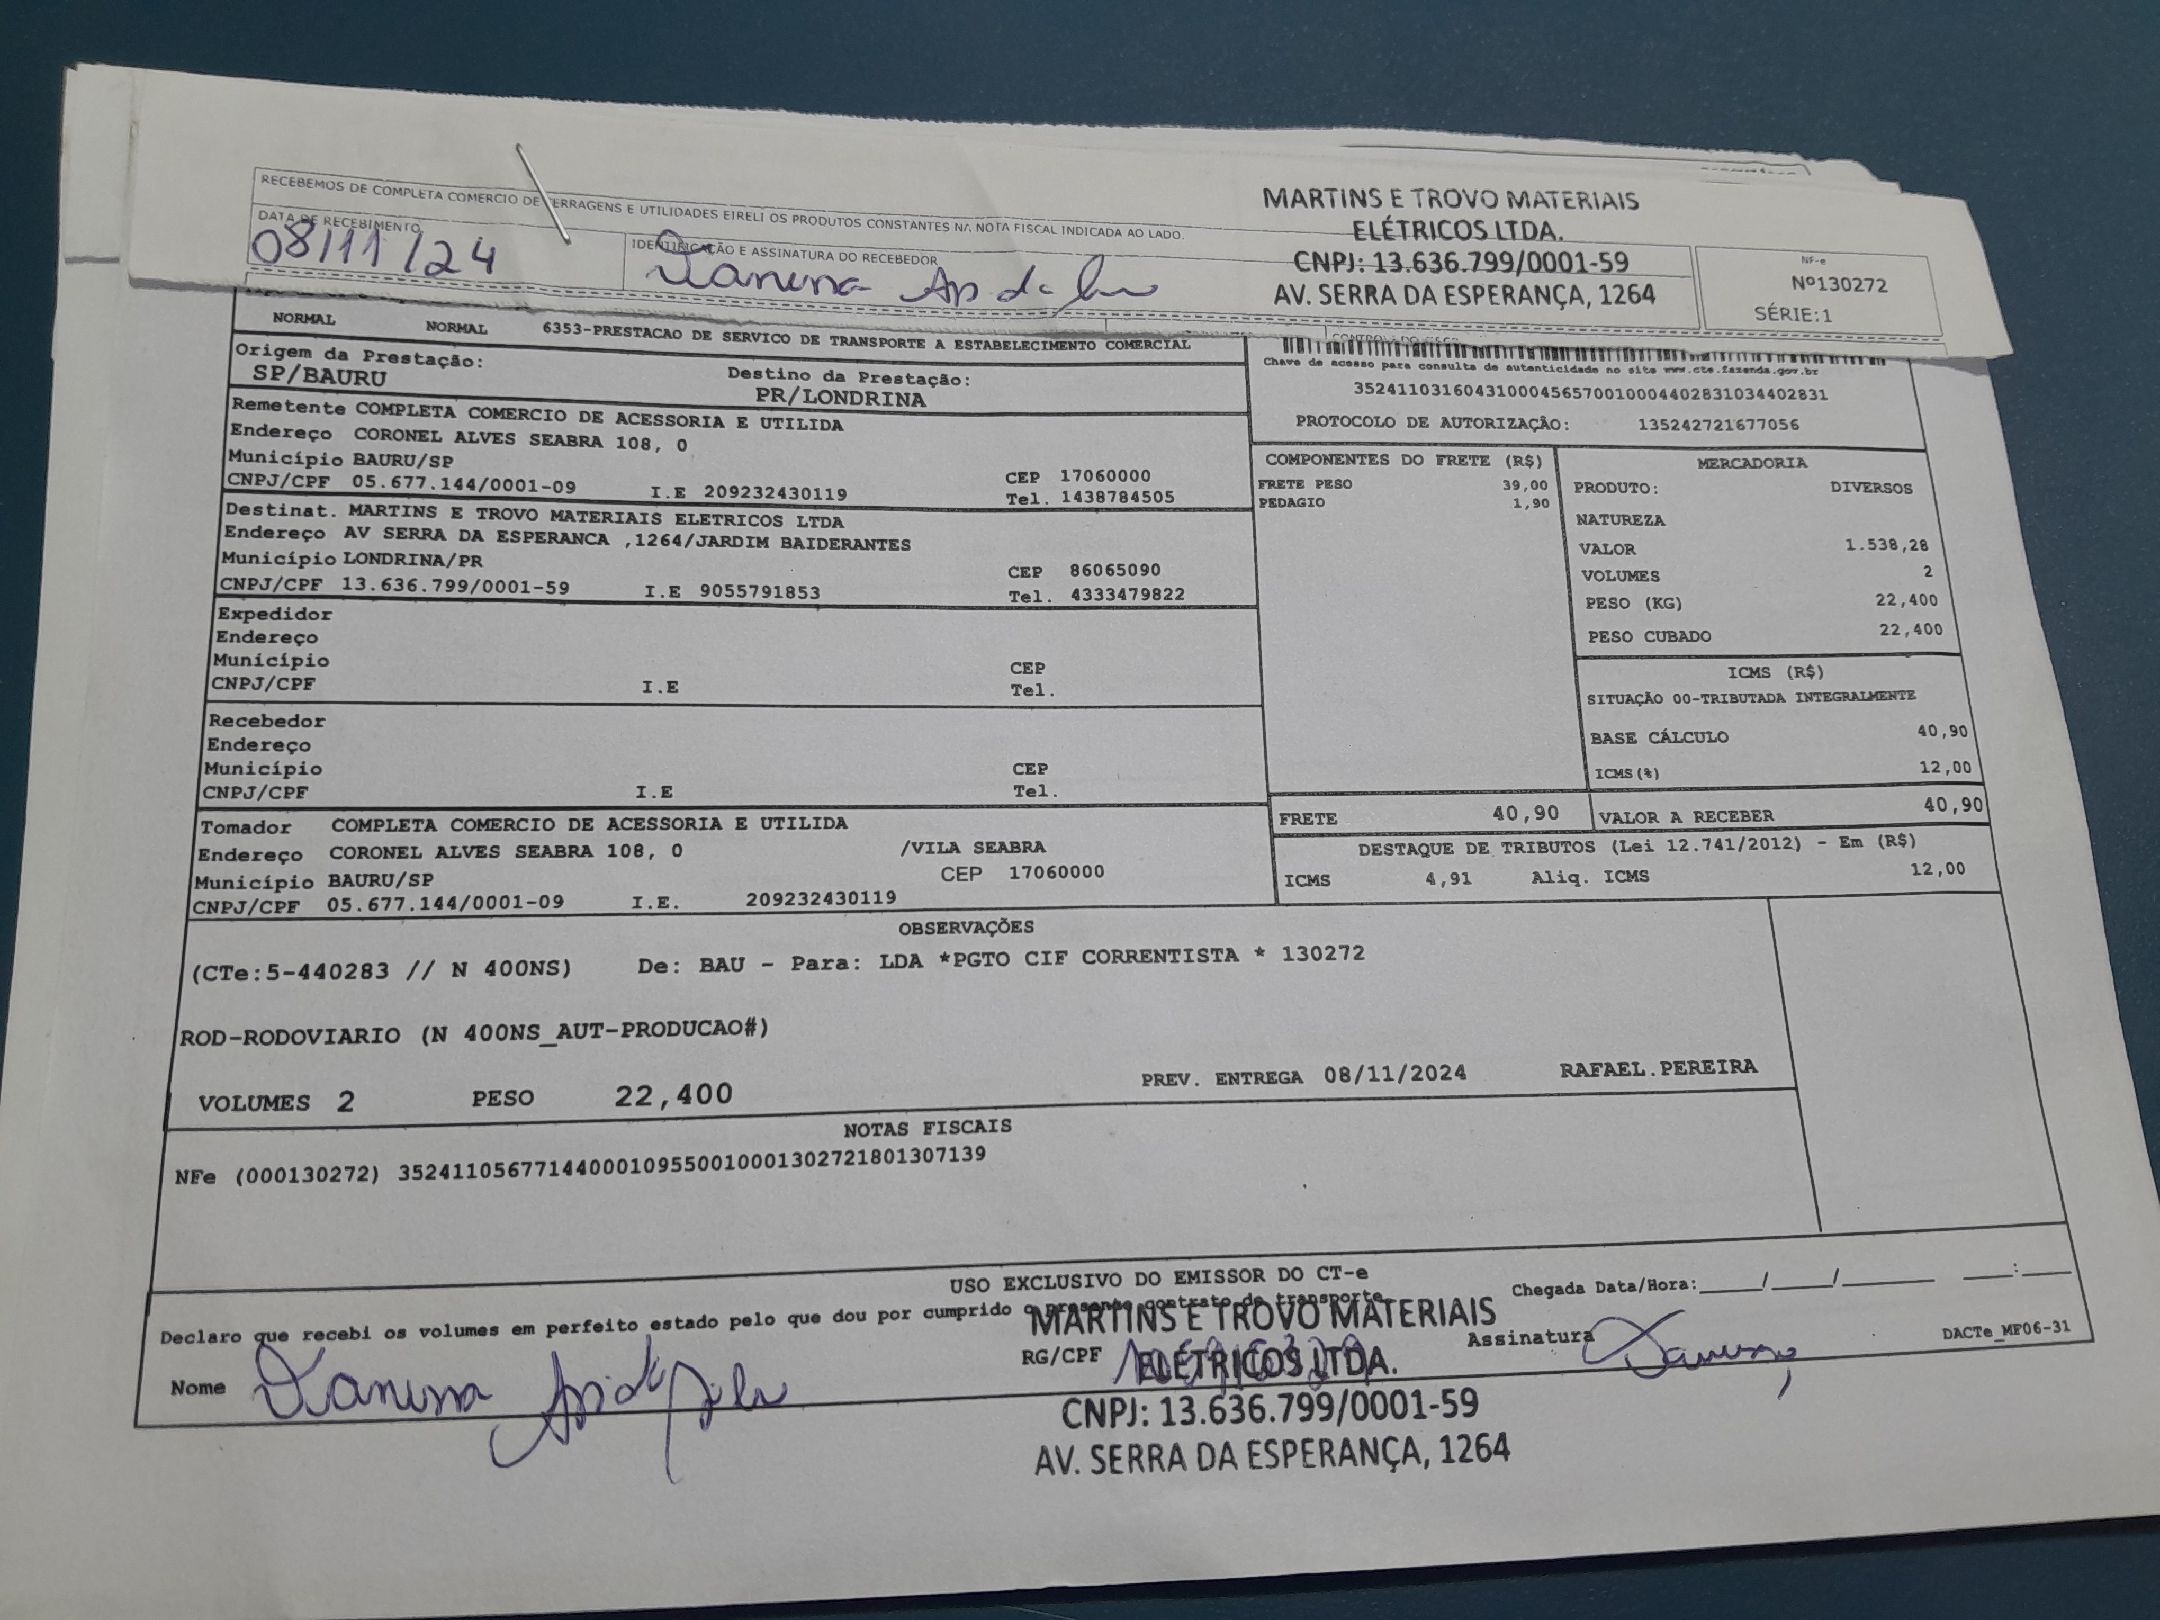 RECEBEMOS DE COMPLETA COMERCIO DE FERRAGENS E UTILIDADES EIRELI OS PRODUTOS CONSTANTES NA NOTA FISCAL INDICADA AO LADO.
DATA DE RECEBIMENTO
08/11/24
IDENTIFICAÇÃO E ASSINATURA DO RECEBEDOR
MARTINS E TROVO MATERIAIS
ELÉTRICOS LTDA.
CNPJ: 13.636.799/0001-59
AV. SERRA DA ESPERANÇA, 1264
NF-e
Nº130272
SÉRIE:1
NORMAL NORMAL 6353-PRESTACAO DE SERVICO DE TRANSPORTE A ESTABELECIMENTO COMERCIAL
Origem da Prestação:
SP/BAURU
Destino da Prestação:
PR/LONDRINA
Chave de acesso para consulta de autenticidade no site www.cte.fazenda.gov.br
35241103160431000456570010004402831034402831
PROTOCOLO DE AUTORIZAÇÃO: 135242721677056
Remetente COMPLETA COMERCIO DE ACESSORIA E UTILIDA
Endereço CORONEL ALVES SEABRA 108, 0
Município BAURU/SP CEP 17060000
CNPJ/CPF 05.677.144/0001-09 I.E 209232430119 Tel. 1438784505
Destinat. MARTINS E TROVO MATERIAIS ELETRICOS LTDA
Endereço AV SERRA DA ESPERANCA ,1264/JARDIM BAIDERANTES
Município LONDRINA/PR CEP 86065090
CNPJ/CPF 13.636.799/0001-59 I.E 9055791853 Tel. 4333479822
Expedidor
Endereço
Município CEP
CNPJ/CPF I.E Tel.
Recebedor
Endereço
Município CEP
CNPJ/CPF I.E Tel.
Tomador COMPLETA COMERCIO DE ACESSORIA E UTILIDA
Endereço CORONEL ALVES SEABRA 108, 0 /VILA SEABRA
Município BAURU/SP CEP 17060000
CNPJ/CPF 05.677.144/0001-09 I.E. 209232430119
COMPONENTES DO FRETE (R$)
FRETE PESO 39,00
PEDAGIO 1,90
MERCADORIA
PRODUTO: DIVERSOS
NATUREZA
VALOR 1.538,28
VOLUMES 2
PESO (KG) 22,400
PESO CUBADO 22,400
ICMS (R$)
SITUAÇÃO 00-TRIBUTADA INTEGRALMENTE
BASE CÁLCULO 40,90
ICMS(%) 12,00
FRETE 40,90 VALOR A RECEBER 40,90
DESTAQUE DE TRIBUTOS (Lei 12.741/2012) - Em (R$)
ICMS 4,91 Aliq. ICMS 12,00
OBSERVAÇÕES
(CTe:5-440283 // N 400NS) De: BAU - Para: LDA *PGTO CIF CORRENTISTA * 130272
ROD-RODOVIARIO (N 400NS_AUT-PRODUCAO#)
VOLUMES 2 PESO 22,400 PREV. ENTREGA 08/11/2024 RAFAEL.PEREIRA
NOTAS FISCAIS
NFe (000130272) 35241105677144000109550010001302721801307139
USO EXCLUSIVO DO EMISSOR DO CT-e
Declaro que recebi os volumes em perfeito estado pelo que dou por cumprido o presente contrato de transporte.
Chegada Data/Hora:____/____/______ ___:___
Nome
RG/CPF
Assinatura
DACTe_MF06-31
MARTINS E TROVO MATERIAIS
ELÉTRICOS LTDA.
CNPJ: 13.636.799/0001-59
AV. SERRA DA ESPERANÇA, 1264